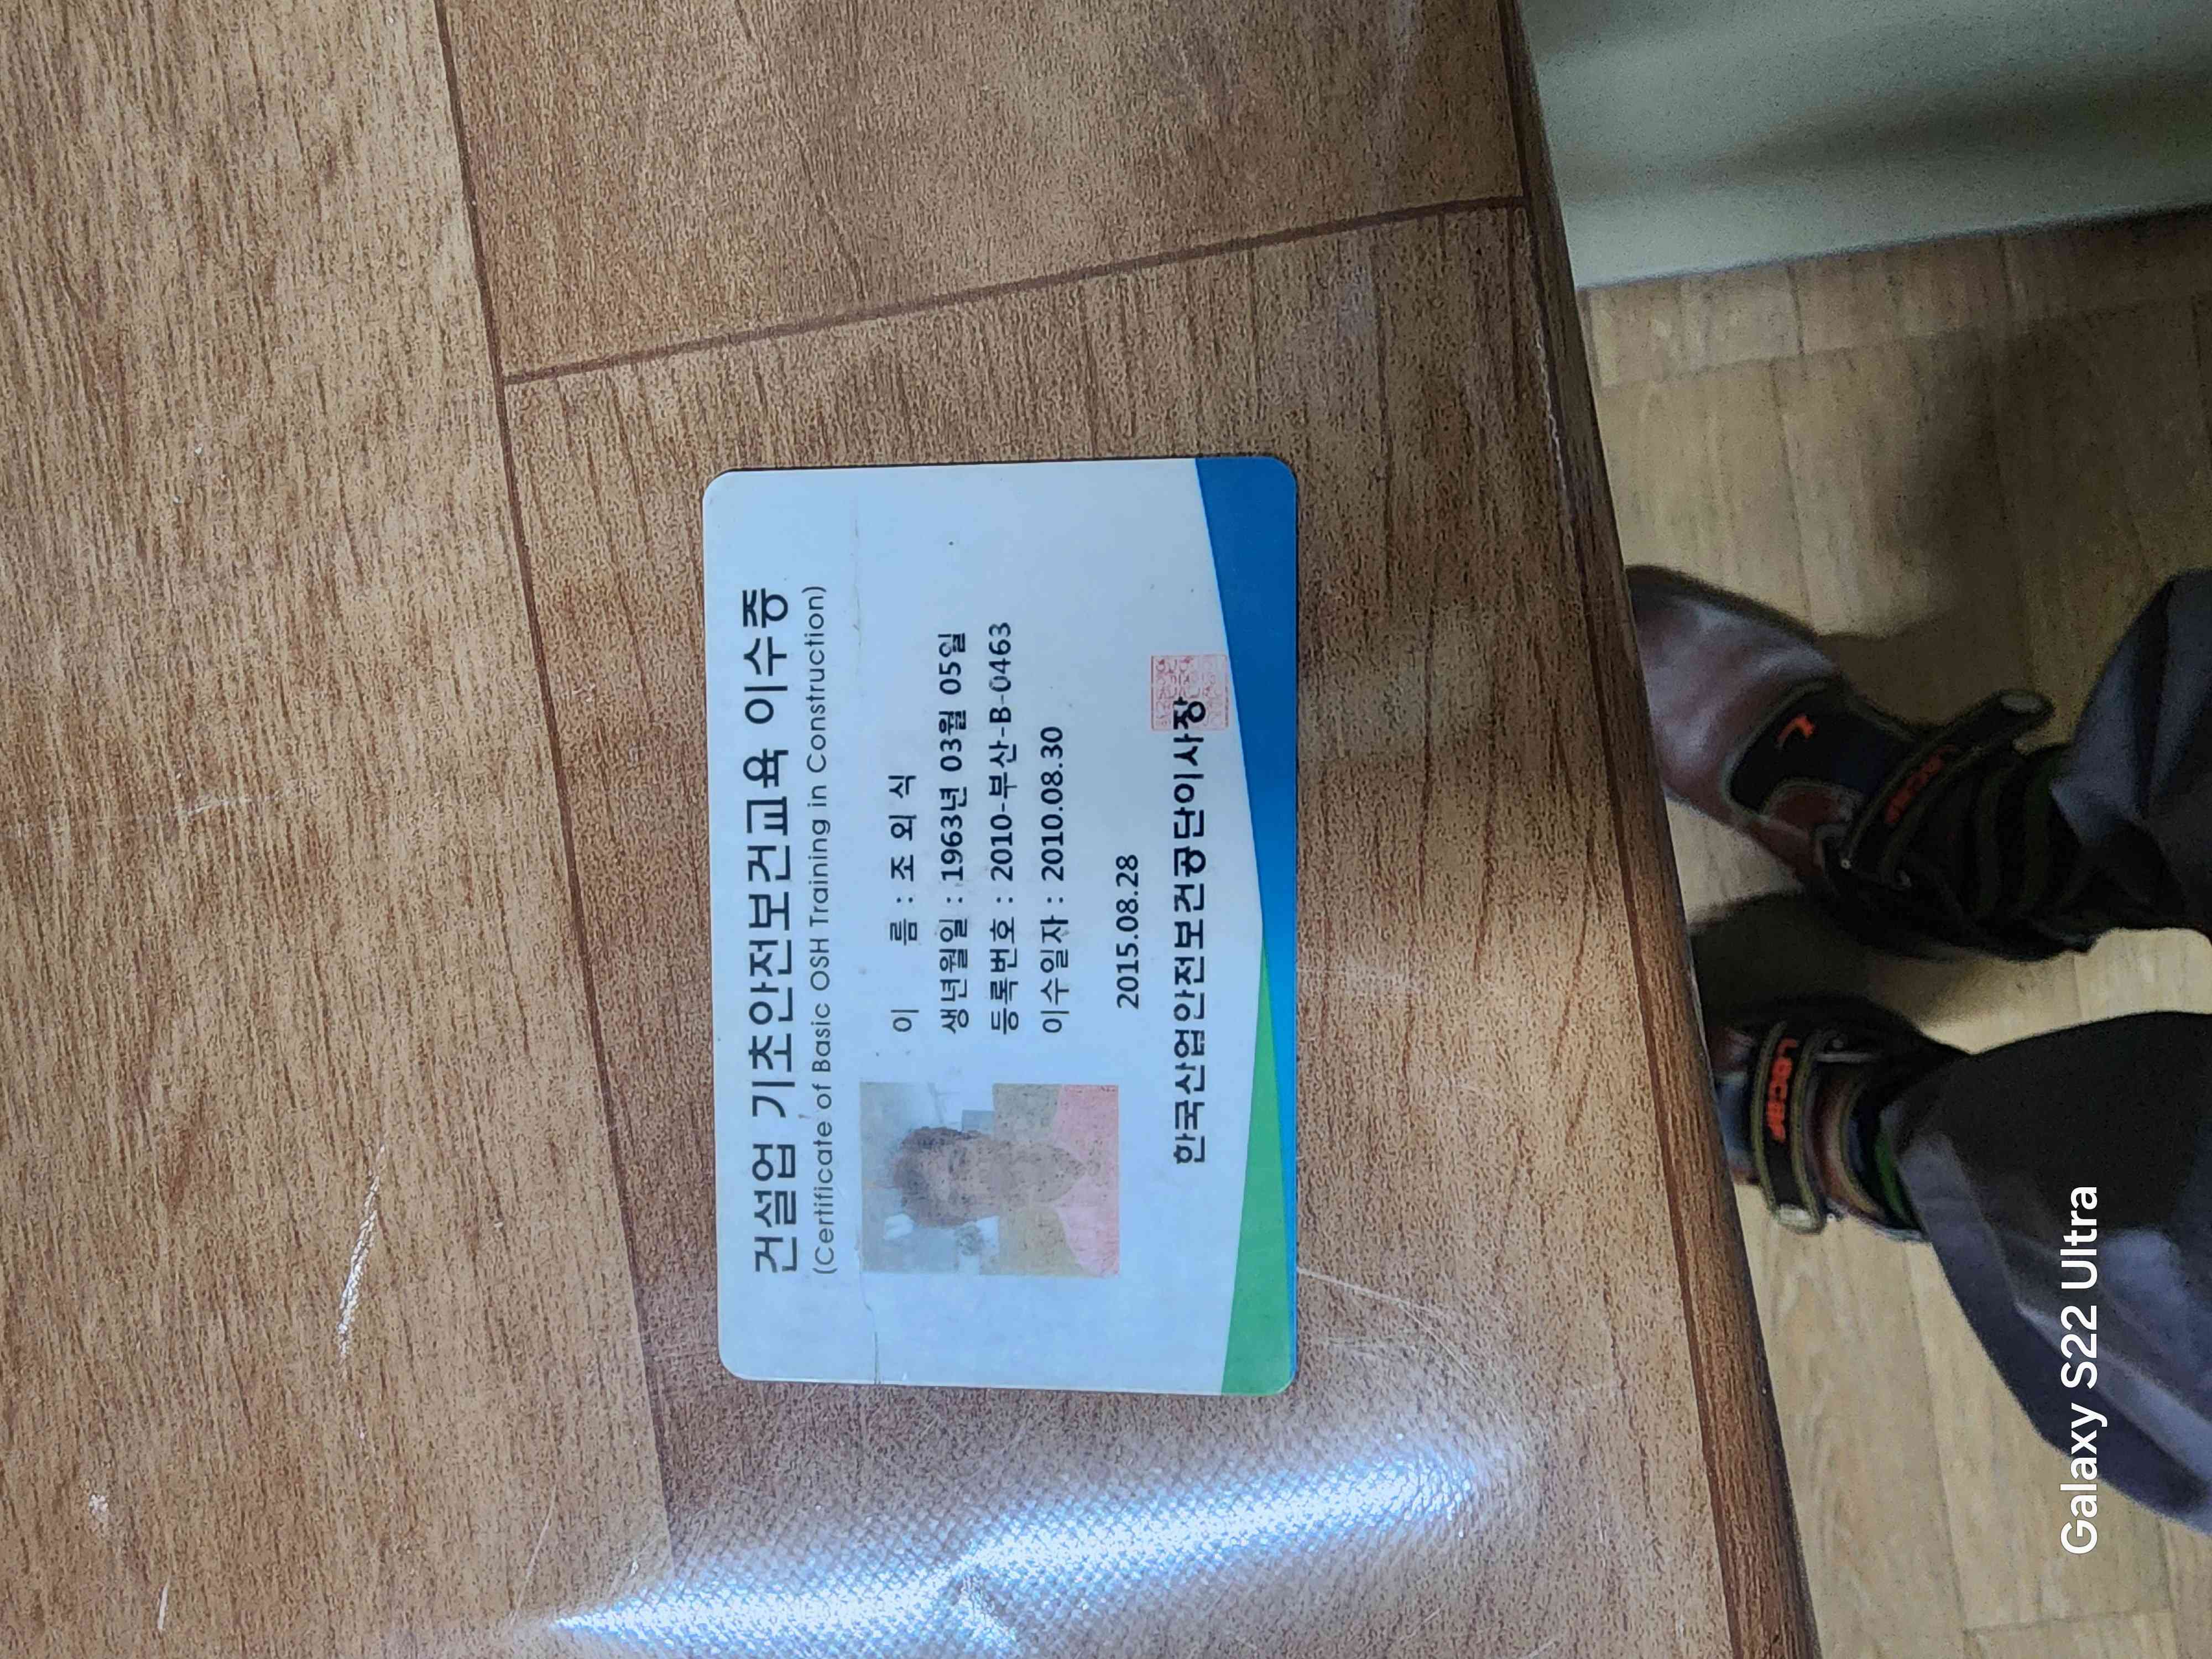 건설업 기초안전보건교육 이수증
(Certificate of Basic OSH Training in Construction)
이 름 : 조 외 식
생년월일 : 1963년 03월 05일
등록번호 : 2010-부산-B-0463
이수일자 : 2010.08.30
2015.08.28
한국산업안전보건공단이사장
Galaxy S22 Ultra